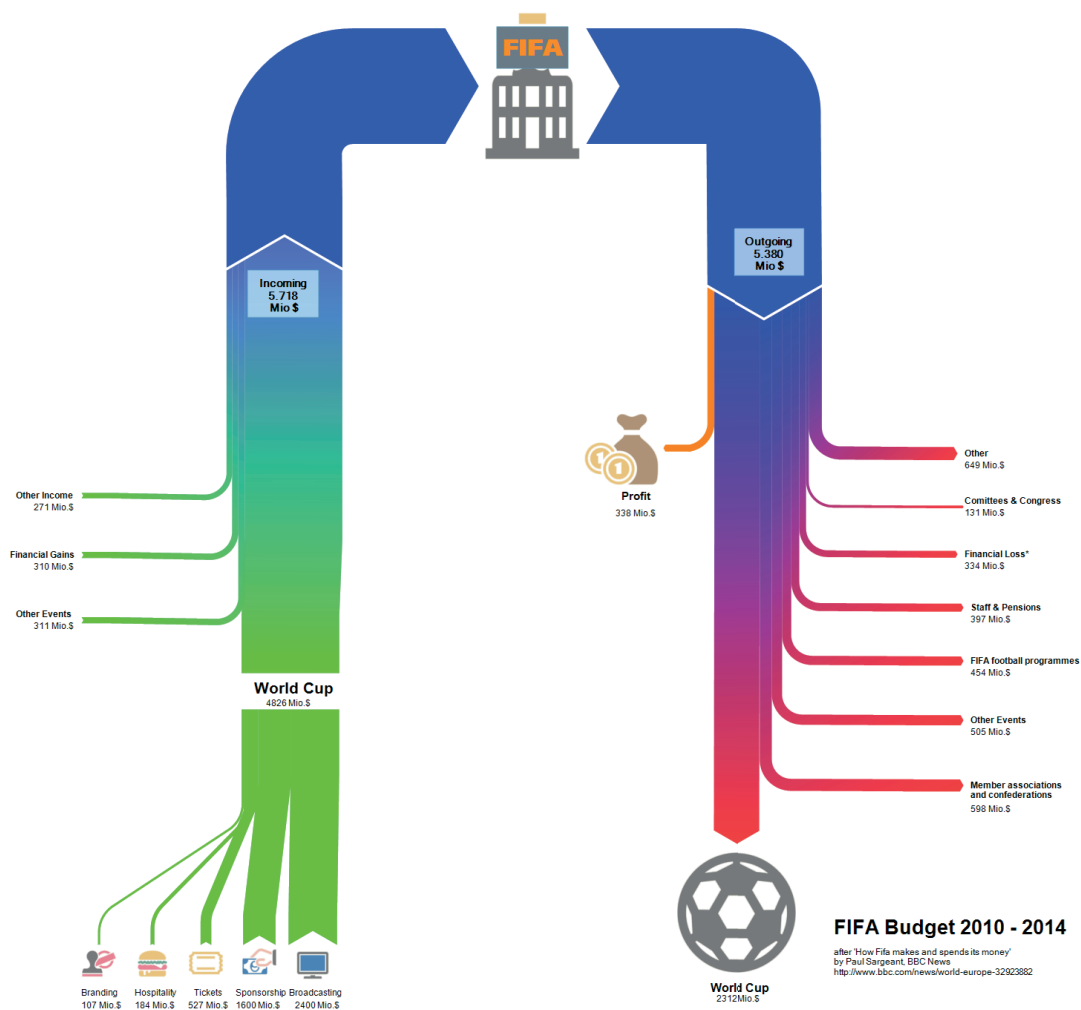 FIFA
Outgoing
5.380
Mio $
Incoming
5.718
Mio $
Other
649 Mio.$
Profit
338 Mio.$
Other Income
271 Mio.$
Comittees & Congress
131 Mio.$
Financial Gains
310 Mio.$
Financial Loss*
334 Mio.$
Other Events
311 Mio.$
Staff & Pensions
397 Mio.$
FIFA football programmes
454 Mio.$
World Cup
4826 Mio.$
Other Events
505 Mio.$
Member associations
and confederations
598 Mio.$
1
1
FIFA Budget 2010 - 2014
after 'How Fifa makes and spends its money'
by Paul Sargeant, BBC News
http://www.bbc.com/news/world-europe-32923882
Branding
107 Mio.$
Hospitality
184 Mio.$
Tickets
527 Mio.$
Sponsorship
1600 Mio.$
Broadcasting
2400 Mio.$
World Cup
2312Mio.$